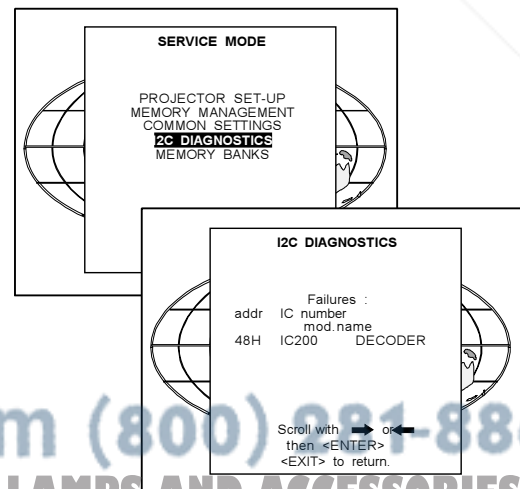 SERVICE MODE
PROJECTOR SET-UP
MEMORY MANAGEMENT
COMMON SETTINGS
I2C DIAGNOSTICS
MEMORY BANKS
I2C DIAGNOSTICS
Failures :
addr IC number
mod.name
48H IC200 DECODER
Scroll with or
then <ENTER>
<EXIT> to return.
m (800)
LAMPS AND ACCESSORIES